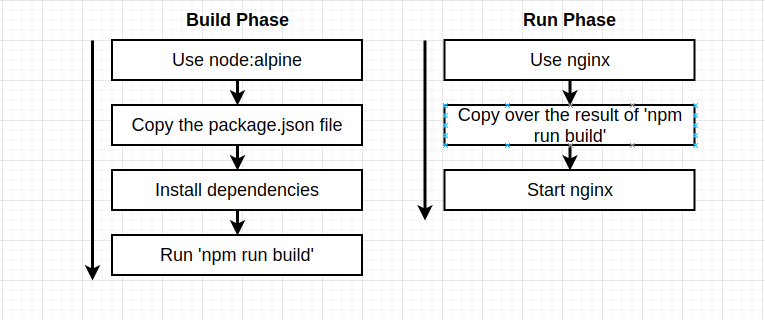 Build Phase
Use node:alpine
Copy the package.json file
Install dependencies
Run 'npm run build'
Run Phase
Use nginx
Copy over the result of 'npm
run build'
Start nginx